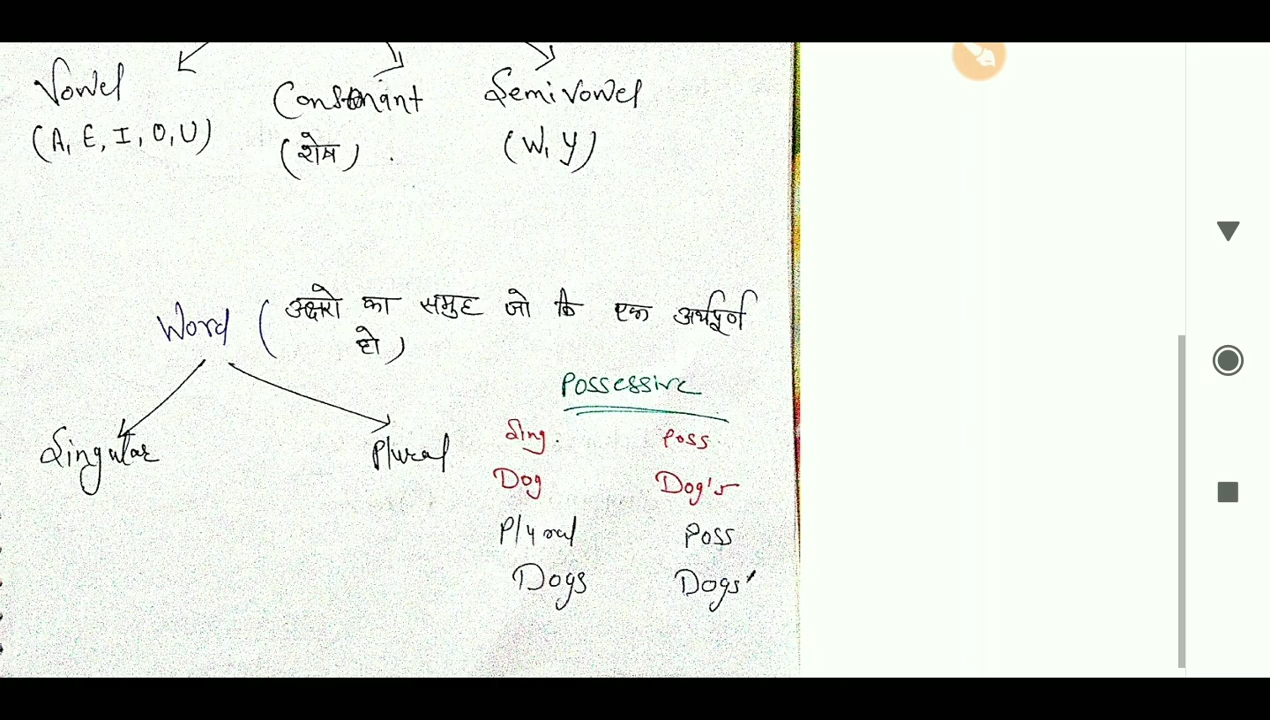 Vowel Consonant Semivowel
(A, E, I, O, U) (शेष) (W, Y)
Word (अक्षरो का समुह जो कि एक अर्थपूर्ण
हो)
Possessive
Singular Plural Sing. Poss.
Dog Dog's
Plural Poss
Dogs Dogs'